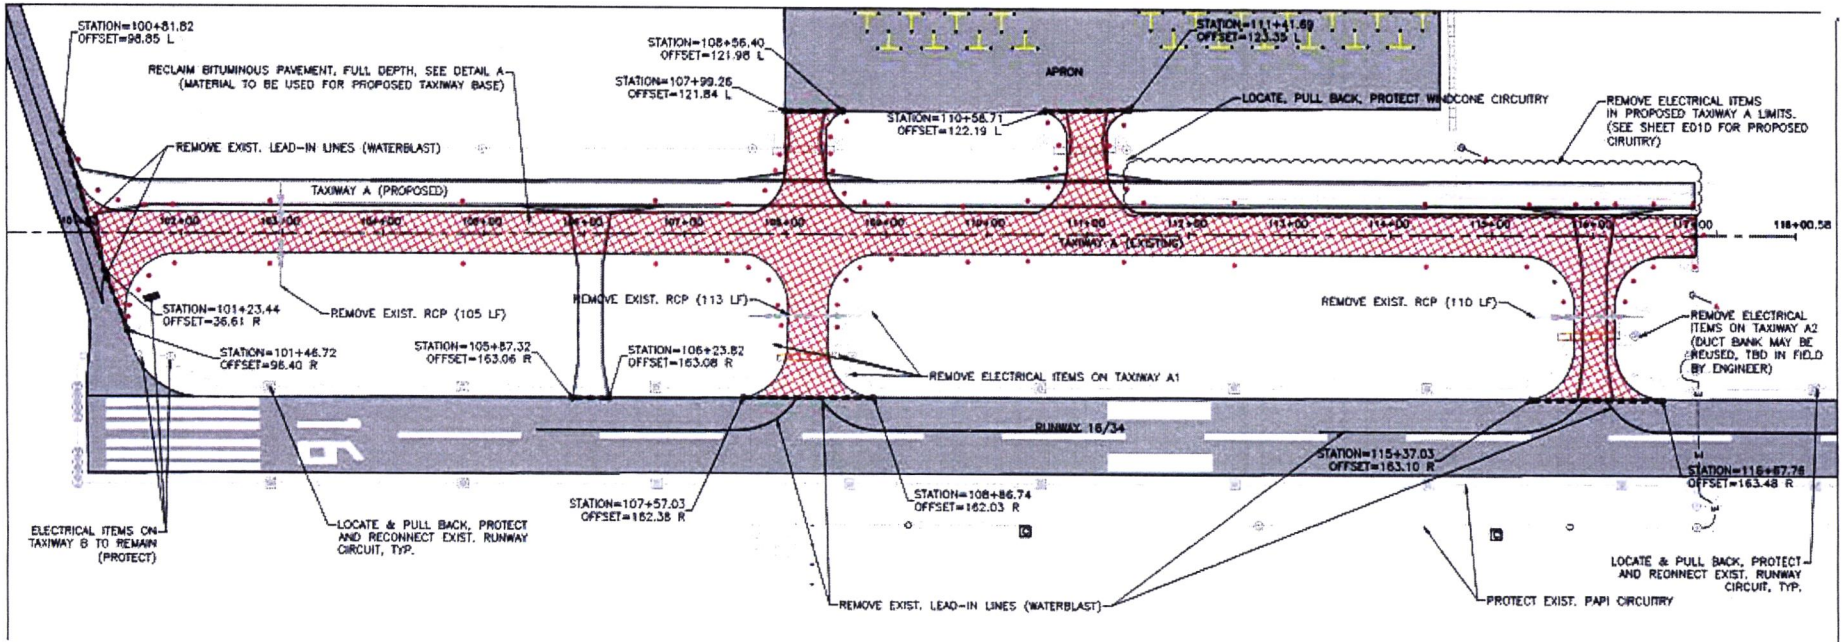 STATION=100+81.82
OFFSET=98.85 L
RECLAIM BITUMINOUS PAVEMENT, FULL DEPTH, SEE DETAIL A
(MATERIAL TO BE USED FOR PROPOSED TAXIWAY BASE)
STATION=108+56.40
OFFSET=121.98 L
STATION=107+99.26
OFFSET=121.84 L
STATION=111+41.69
OFFSET=123.35 L
APRON
STATION=110+58.71
OFFSET=122.19 L
LOCATE, PULL BACK, PROTECT WINDCONE CIRCUITRY
REMOVE ELECTRICAL ITEMS
IN PROPOSED TAXIWAY A LIMITS.
(SEE SHEET E01D FOR PROPOSED
CIRUITRY)
REMOVE EXIST. LEAD-IN LINES (WATERBLAST)
TAXIWAY A (PROPOSED)
102+00
103+00
104+00
105+00
106+00
107+00
108+00
109+00
110+00
111+00
112+00
113+00
114+00
115+00
116+00
117+00
118+00.58
TAXIWAY A (EXISTING)
STATION=101+23.44
OFFSET=36.61 R
REMOVE EXIST. RCP (105 LF)
REMOVE EXIST. RCP (113 LF)
REMOVE EXIST. RCP (110 LF)
REMOVE ELECTRICAL
ITEMS ON TAXIWAY A2
(DUCT BANK MAY BE
REUSED, TBD IN FIELD
BY ENGINEER)
STATION=101+46.72
OFFSET=96.40 R
STATION=105+87.32
OFFSET=163.06 R
STATION=106+23.82
OFFSET=163.08 R
REMOVE ELECTRICAL ITEMS ON TAXIWAY A1
16
RUNWAY 16/34
STATION=115+37.03
OFFSET=163.10 R
STATION=116+67.76
OFFSET=163.48 R
STATION=107+57.03
OFFSET=162.38 R
STATION=108+86.74
OFFSET=162.03 R
ELECTRICAL ITEMS ON
TAXIWAY B TO REMAIN
(PROTECT)
LOCATE & PULL BACK, PROTECT
AND RECONNECT EXIST. RUNWAY
CIRCUIT, TYP.
REMOVE EXIST. LEAD-IN LINES (WATERBLAST)
PROTECT EXIST. PAPI CIRCUITRY
LOCATE & PULL BACK, PROTECT
AND REONNECT EXIST. RUNWAY
CIRCUIT, TYP.